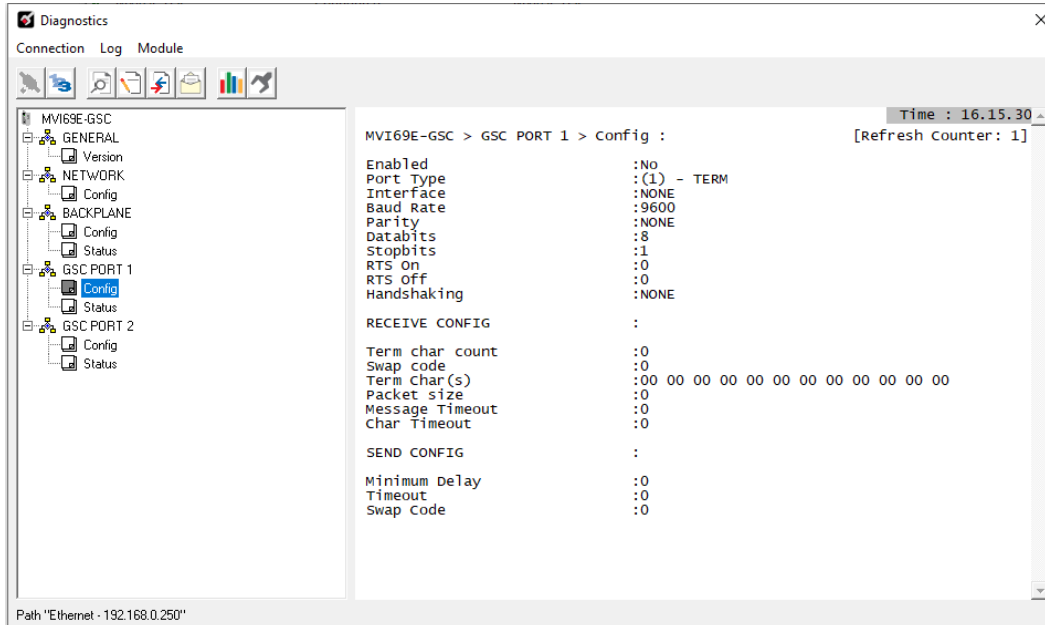 Diagnostics
Connection Log Module
MVI69E-GSC
GENERAL
Version
NETWORK
Config
BACKPLANE
Config
Status
GSC PORT 1
Config
Status
GSC PORT 2
Config
Status
Time : 16.15.30
MVI69E-GSC > GSC PORT 1 > Config : [Refresh Counter: 1]
Enabled :No
Port Type :(1) - TERM
Interface :NONE
Baud Rate :9600
Parity :NONE
Databits :8
Stopbits :1
RTS On :0
RTS Off :0
Handshaking :NONE
RECEIVE CONFIG :
Term char count :0
Swap code :0
Term Char(s) :00 00 00 00 00 00 00 00 00 00 00 00
Packet size :0
Message Timeout :0
Char Timeout :0
SEND CONFIG :
Minimum Delay :0
Timeout :0
Swap Code :0
Path "Ethernet - 192.168.0.250"